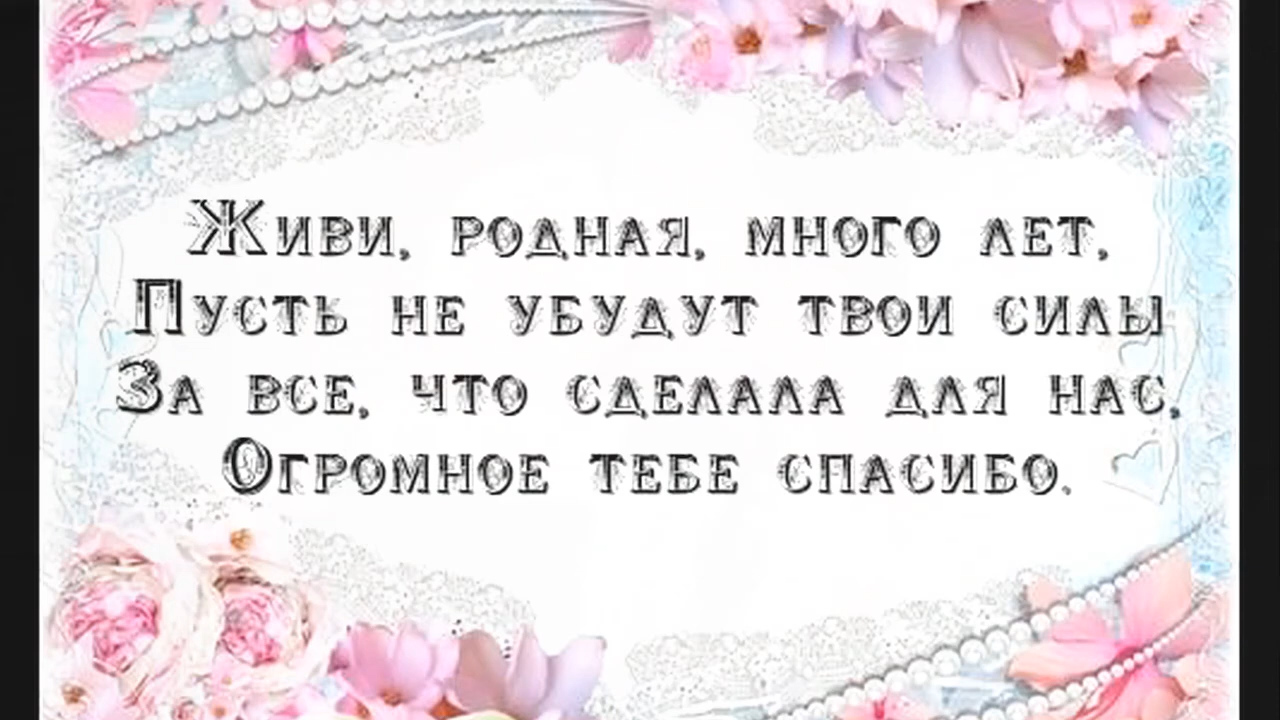 Живи, родная, много лет,
Пусть не убудут твои силы
За все, что сделала для нас,
Огромное тебе спасибо.